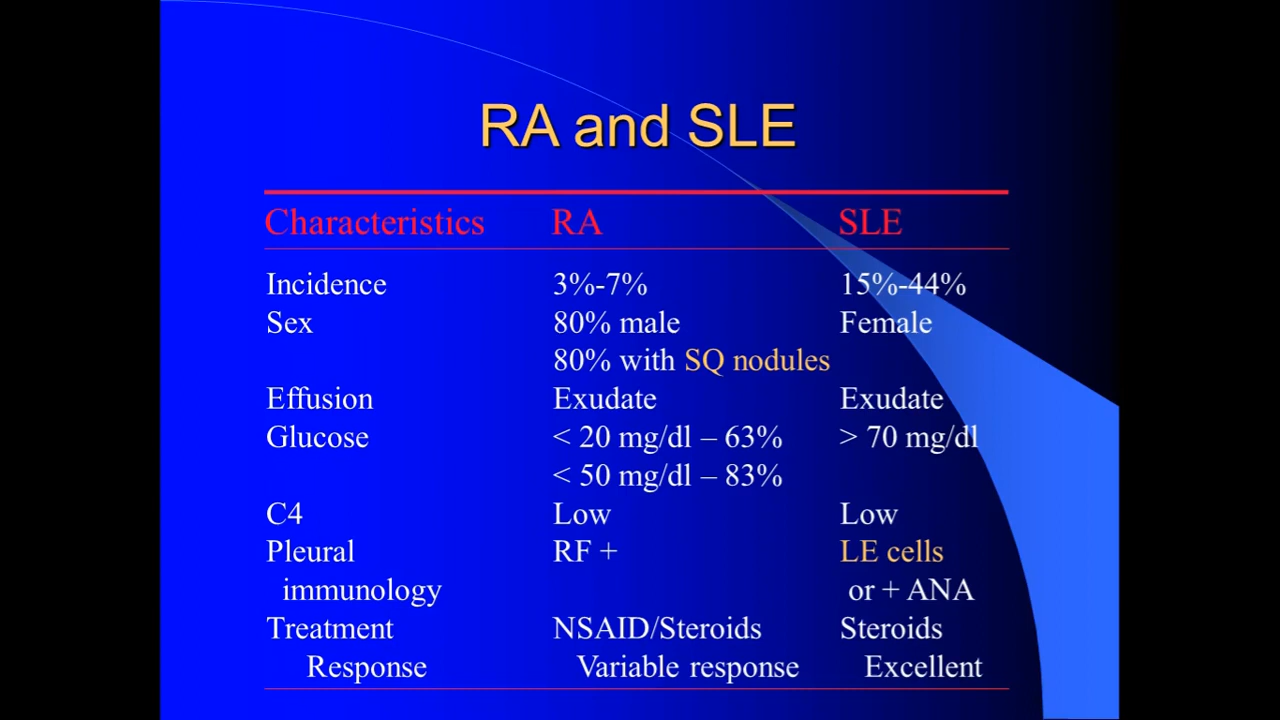 RA and SLE
Characteristics RA SLE
Incidence 3%-7% 15%-44%
Sex 80% male Female
80% with SQ nodules
Effusion Exudate Exudate
Glucose < 20 mg/dl – 63% > 70 mg/dl
< 50 mg/dl – 83%
C4 Low Low
Pleural RF + LE cells
immunology or + ANA
Treatment NSAID/Steroids Steroids
Response Variable response Excellent